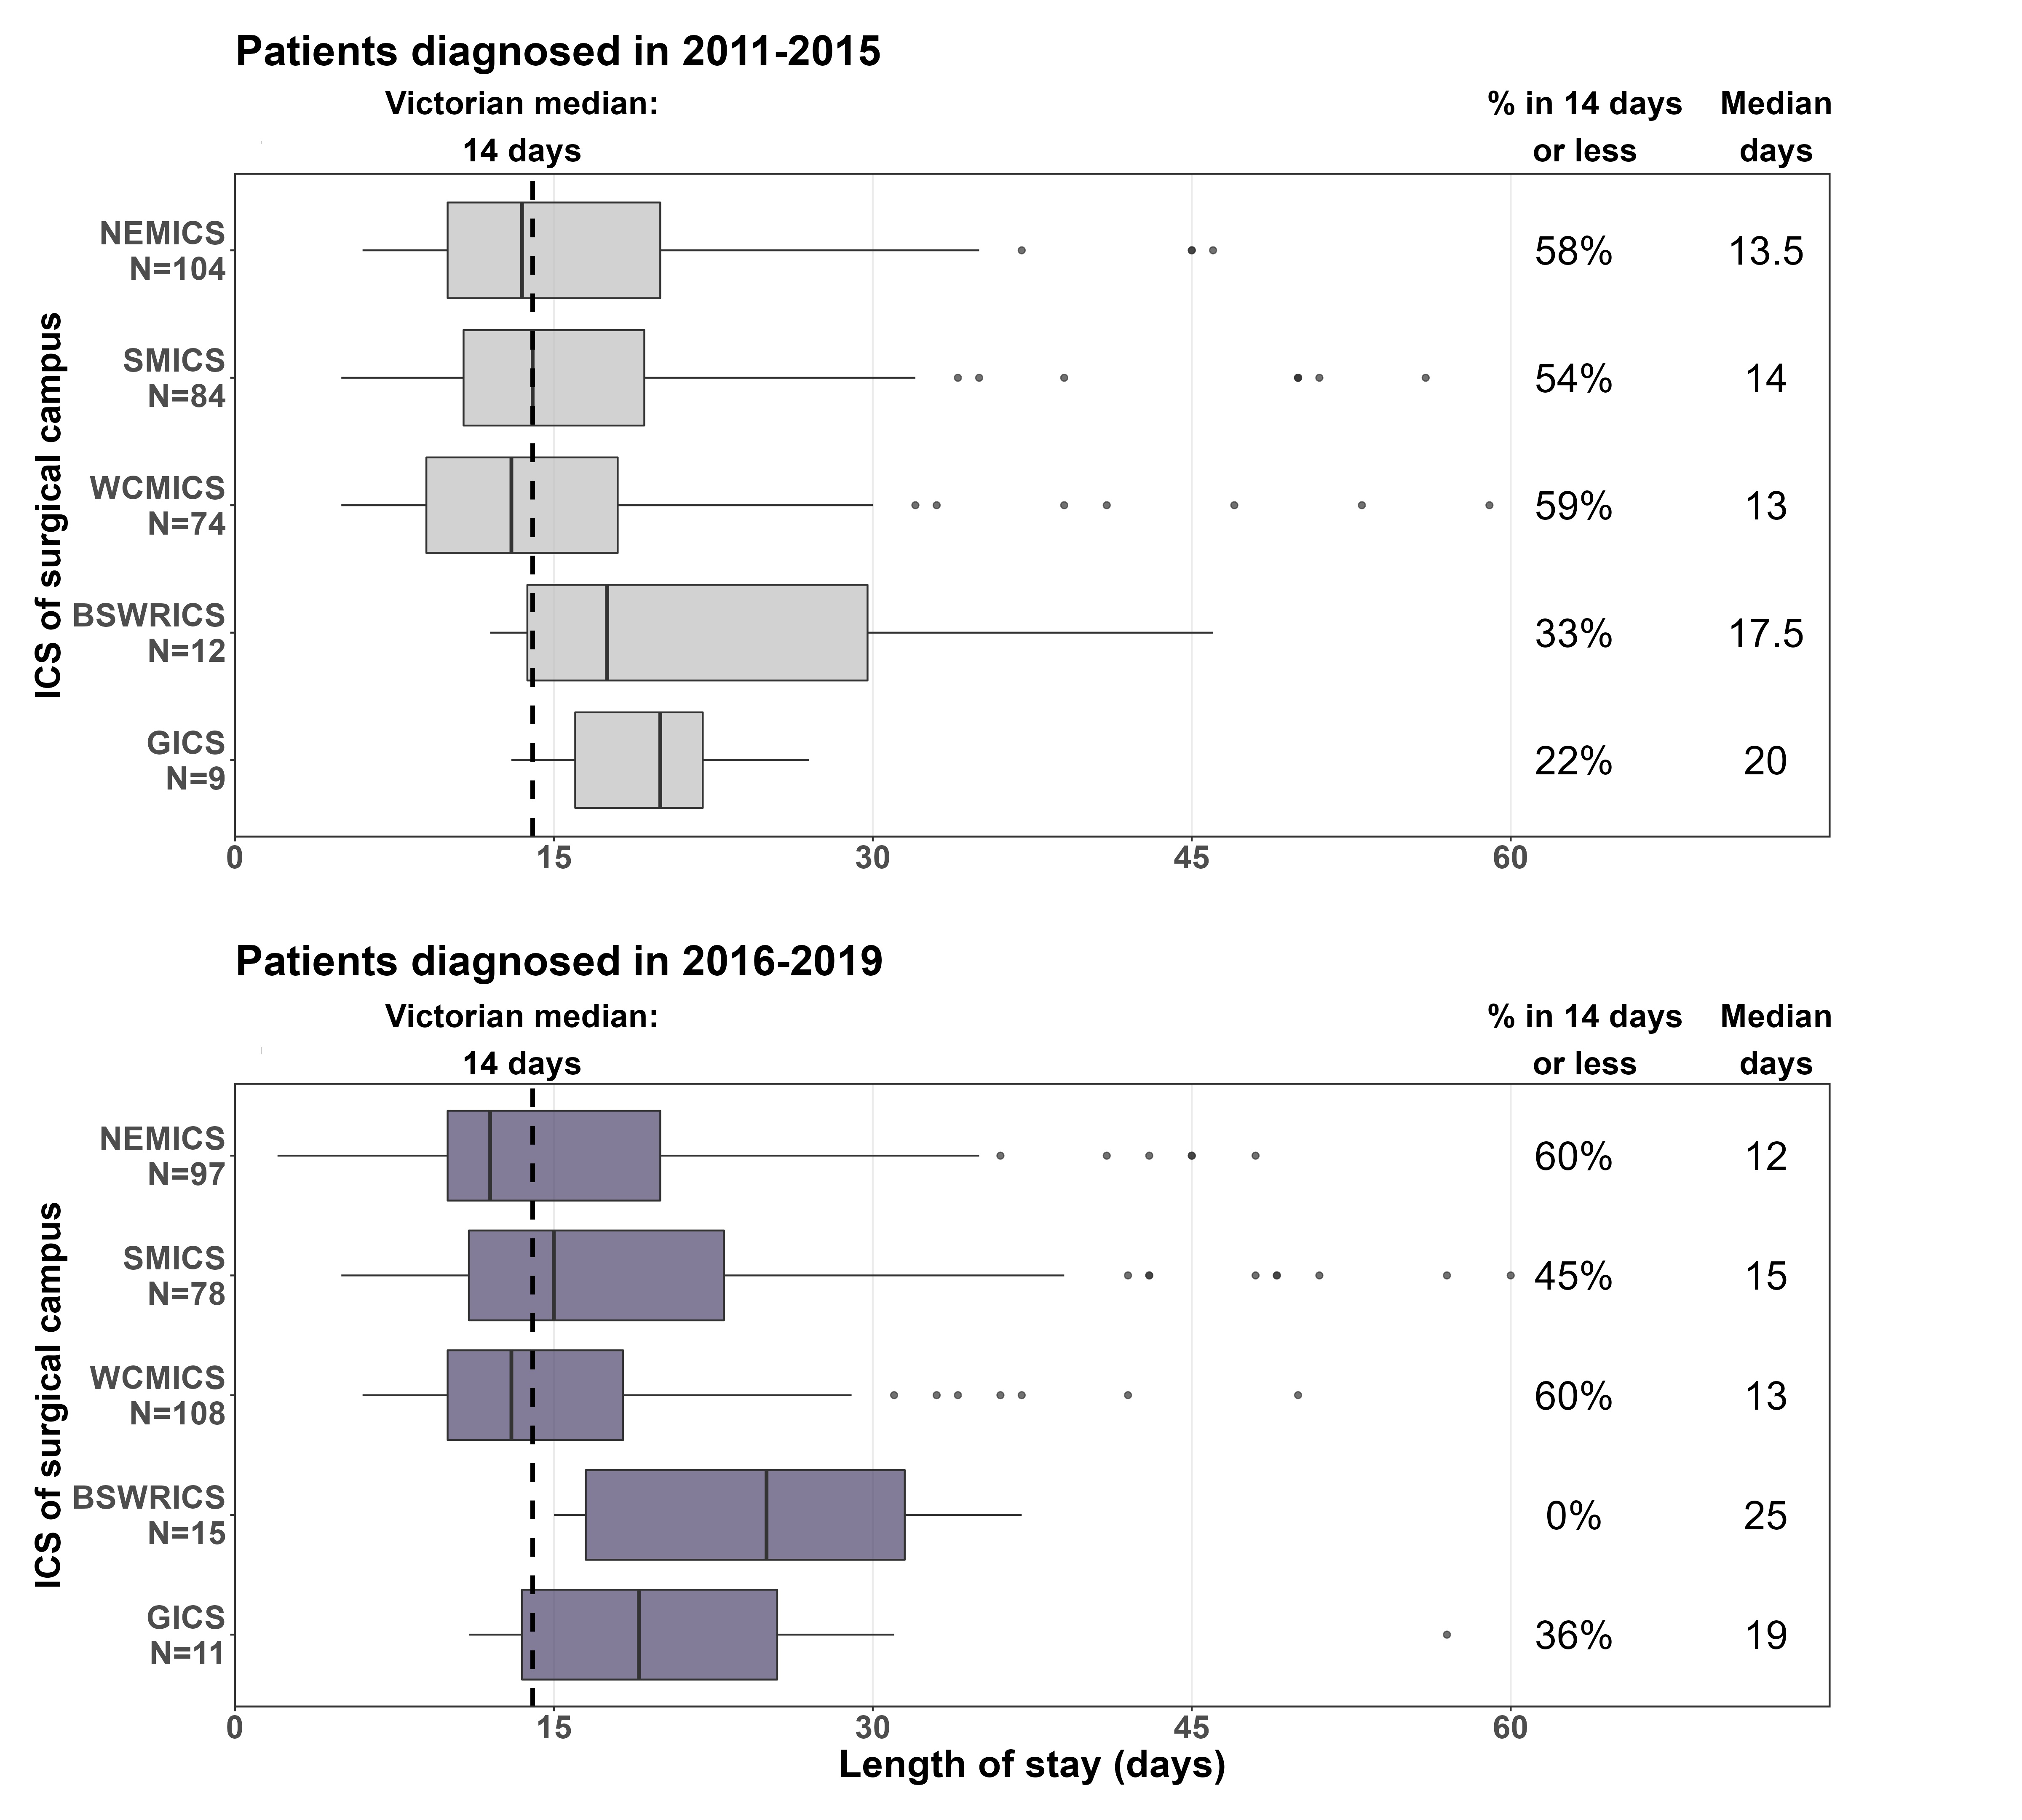 Patients diagnosed in 2011-2015
Victorian median:
14 days
% in 14 days
or less
Median
days
ICS of surgical campus
NEMICS
N=104
58%
13.5
SMICS
N=84
54%
14
WCMICS
N=74
59%
13
BSWRICS
N=12
33%
17.5
GICS
N=9
22%
20
0 15 30 45 60
Patients diagnosed in 2016-2019
Victorian median:
14 days
% in 14 days
or less
Median
days
ICS of surgical campus
NEMICS
N=97
60%
12
SMICS
N=78
45%
15
WCMICS
N=108
60%
13
BSWRICS
N=15
0%
25
GICS
N=11
36%
19
0 15 30 45 60
Length of stay (days)